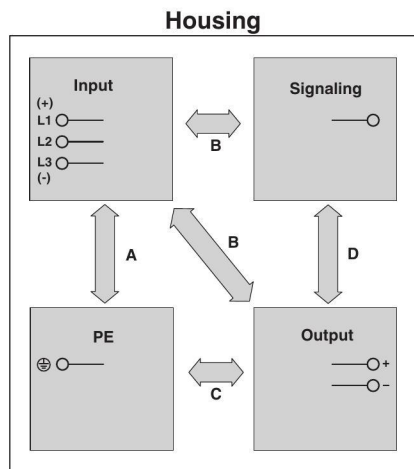 Housing
Input
(+)
L1
L2
L3
(-)
Signaling
B
A
B
D
PE
C
Output
+
–